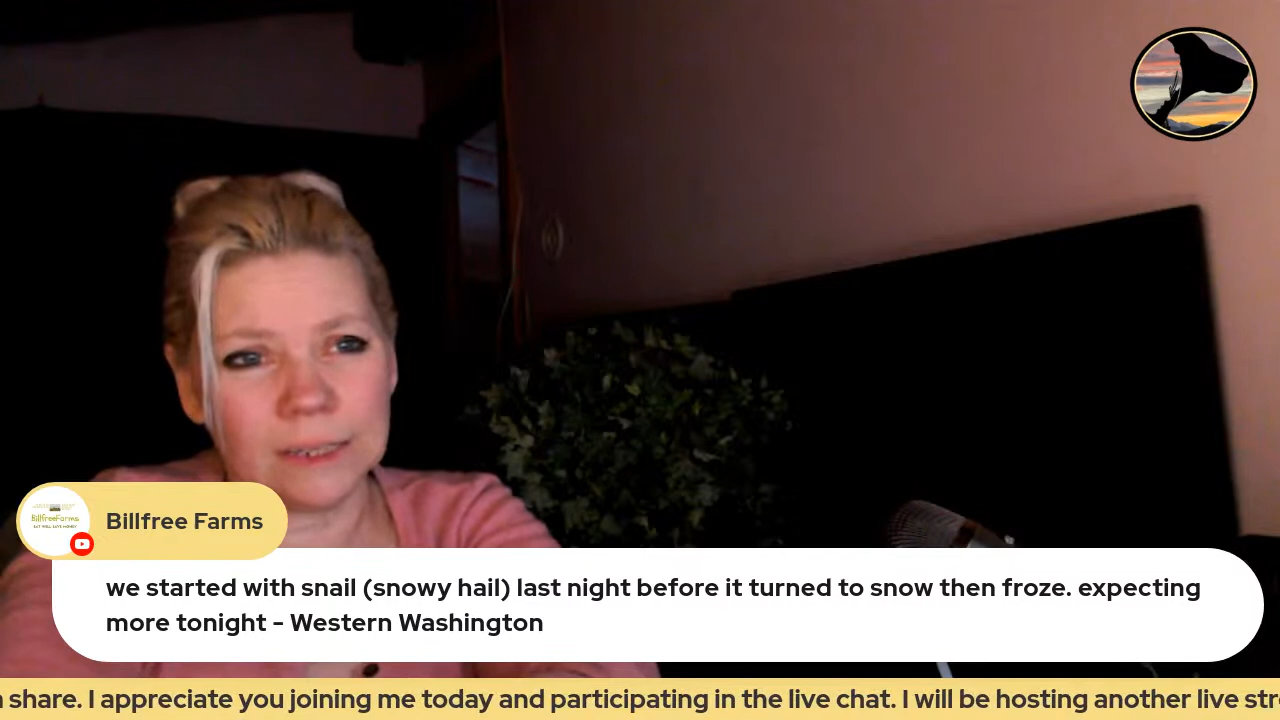 Billfree Farms
we started with snail (snowy hail) last night before it turned to snow then froze. expecting
more tonight - Western Washington
share. I appreciate you joining me today and participating in the live chat. I will be hosting another live